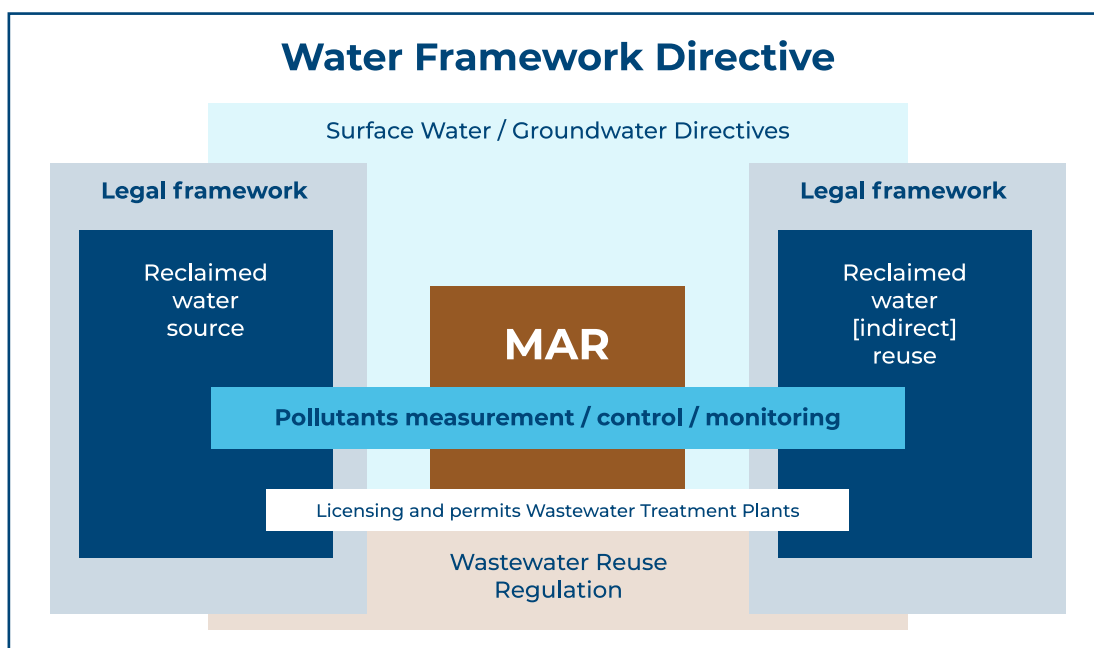 Water Framework Directive
Surface Water / Groundwater Directives
Legal framework
Reclaimed
water
source
MAR
Legal framework
Reclaimed
water
[indirect]
reuse
Pollutants measurement / control / monitoring
Licensing and permits Wastewater Treatment Plants
Wastewater Reuse
Regulation